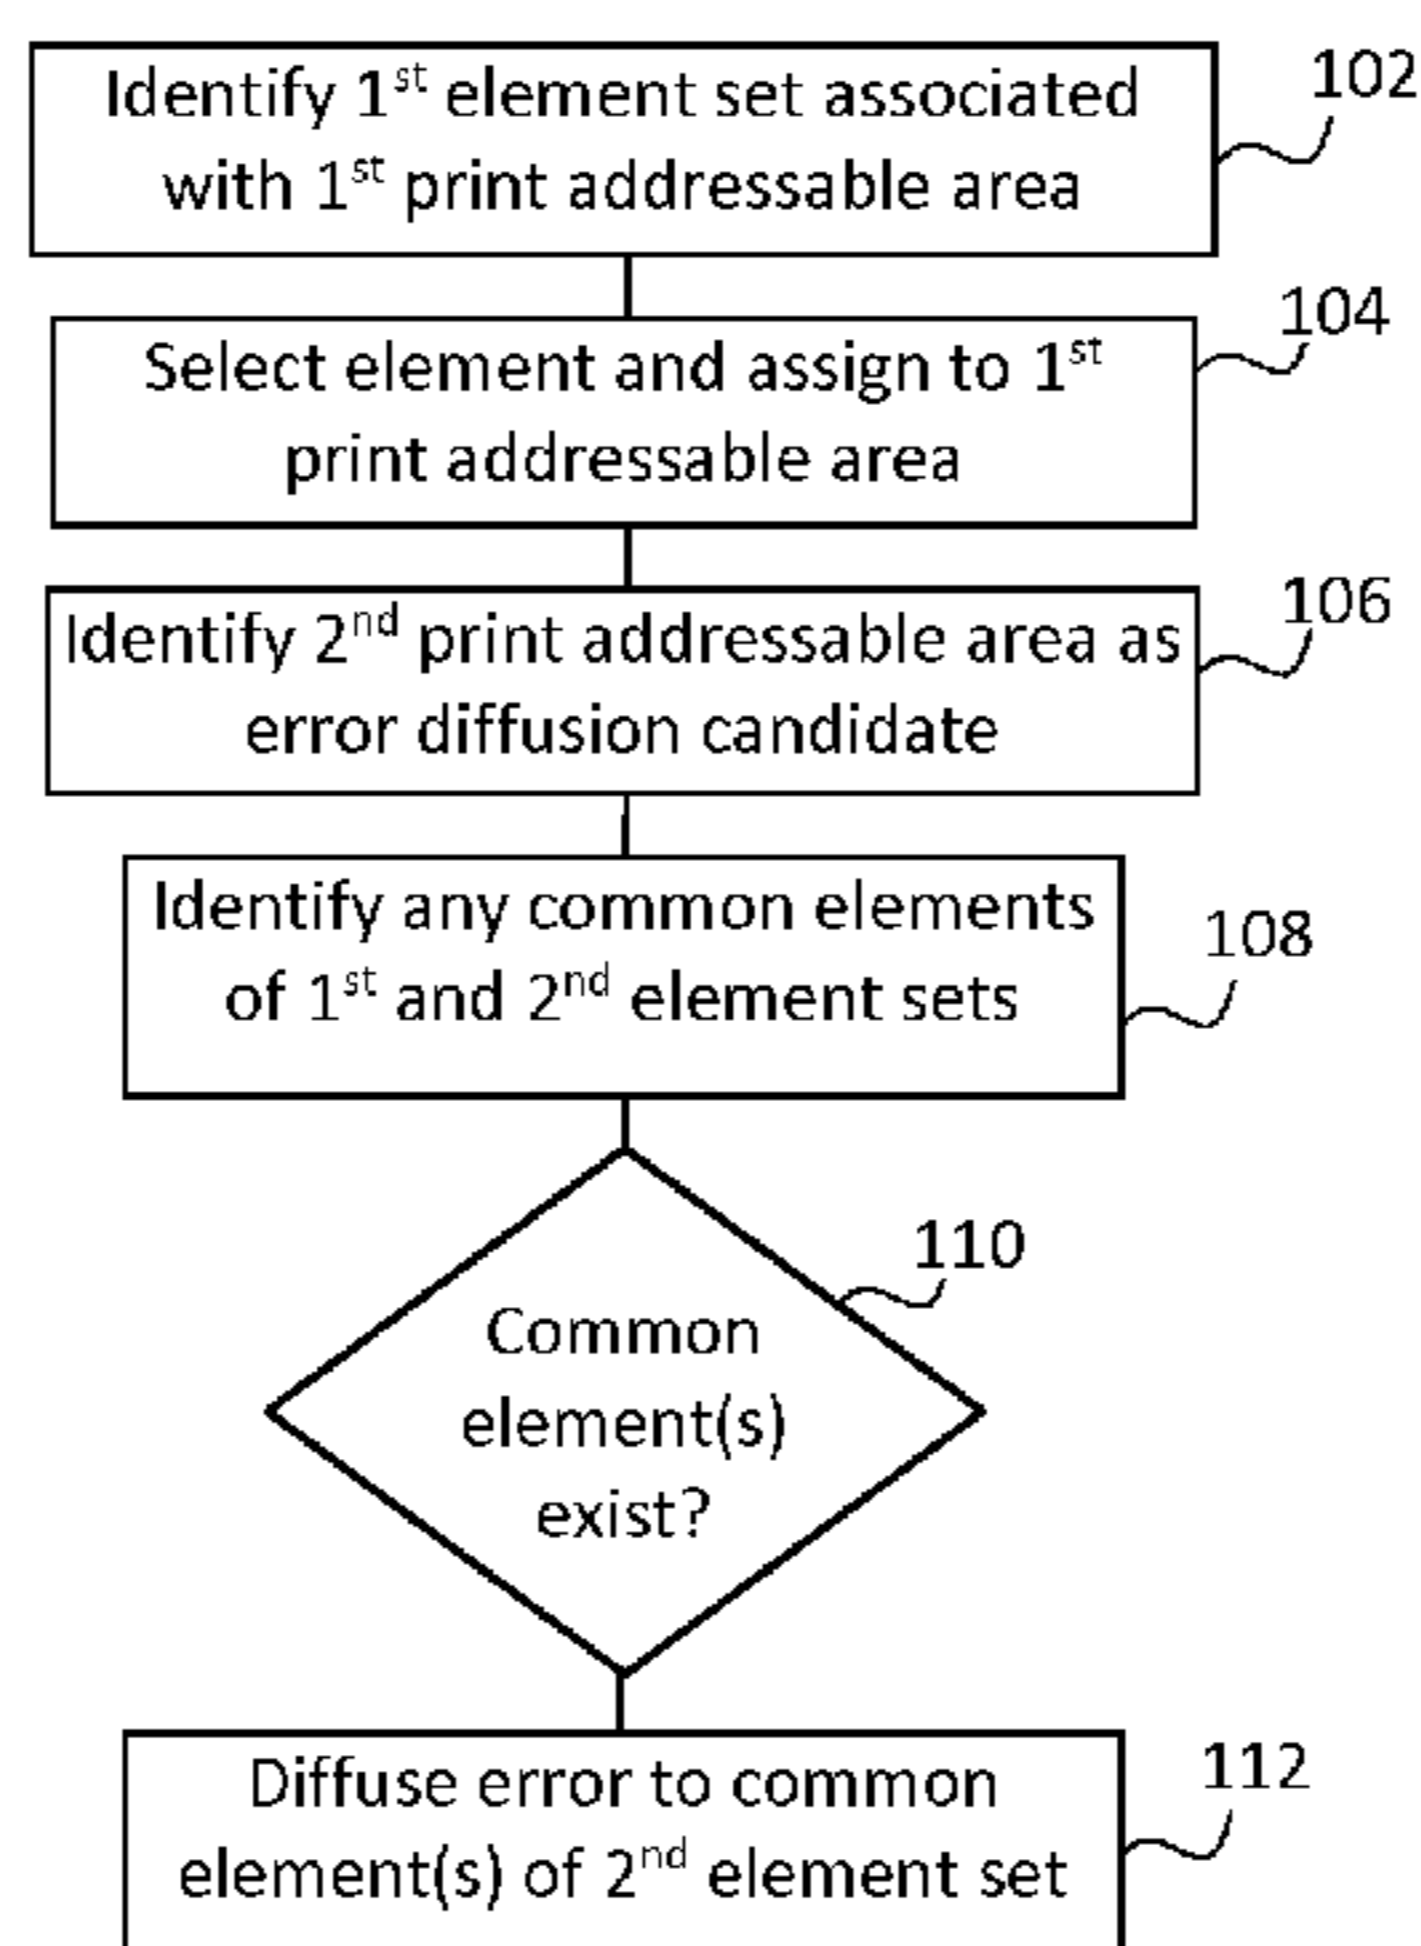 Identify 1st element set associated
with 1st print addressable area
102
Select element and assign to 1st
print addressable area
104
Identify 2nd print addressable area as
error diffusion candidate
106
Identify any common elements
of 1st and 2nd element sets
108
Common
element(s)
exist?
110
Diffuse error to common
element(s) of 2nd element set
112